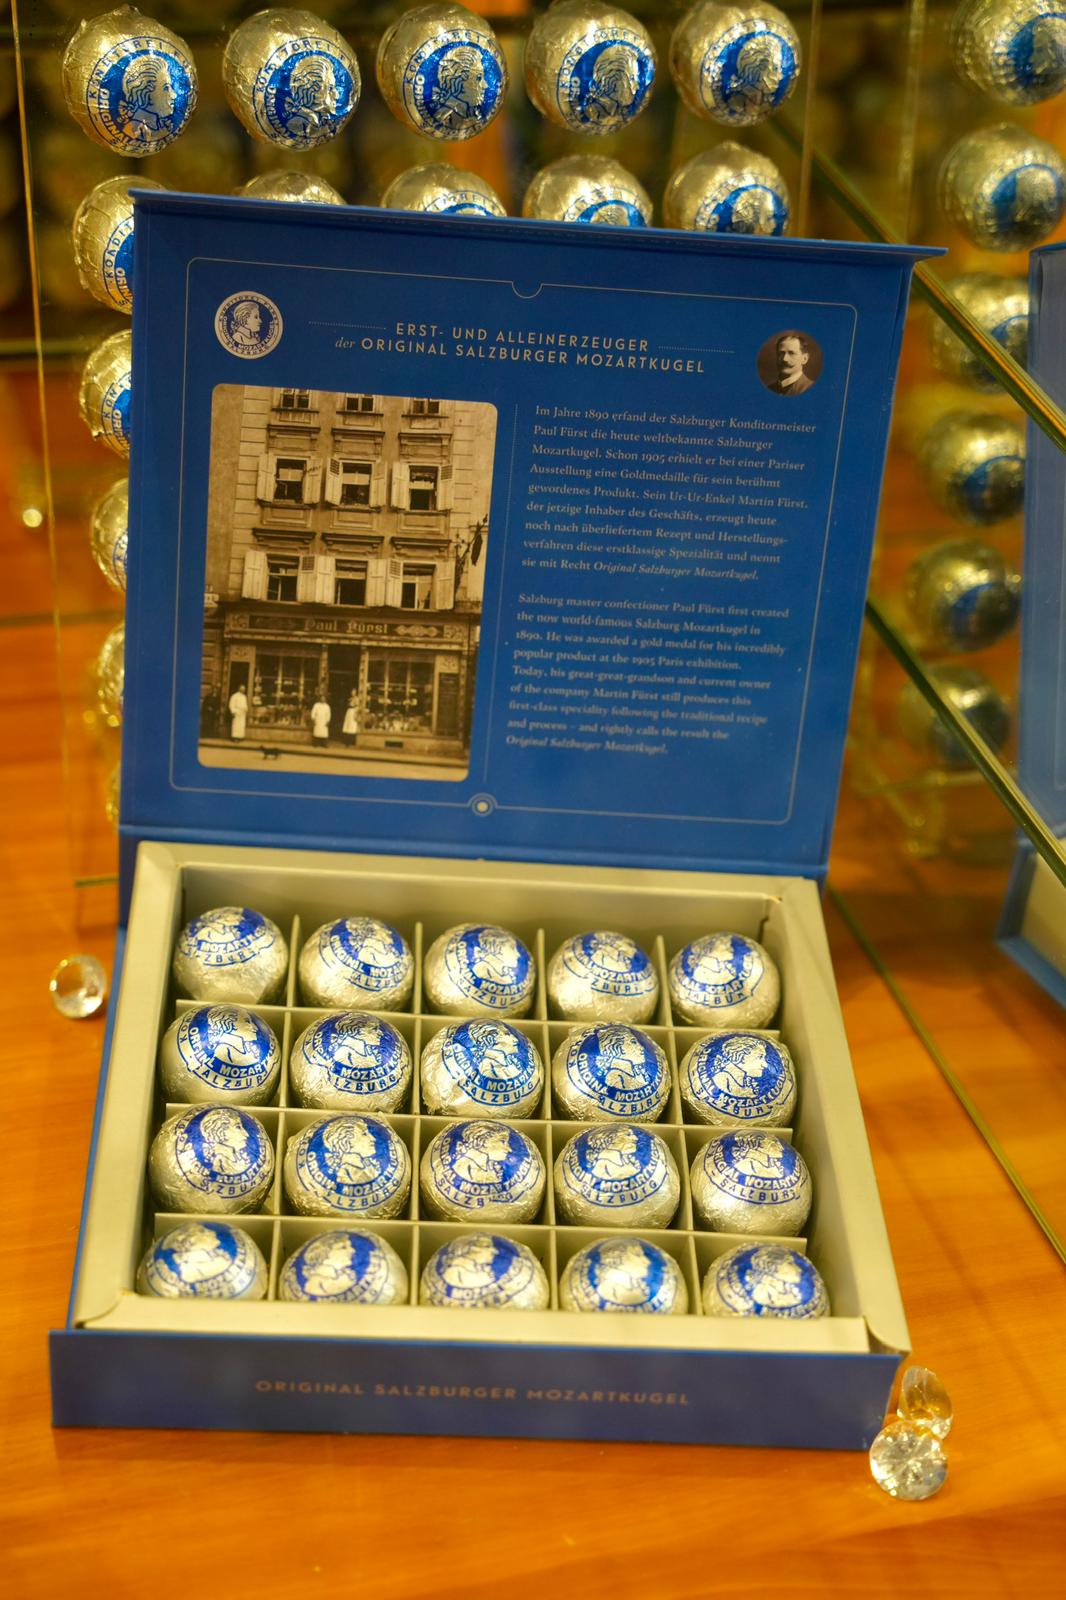 ERST- UND ALLEINERZEUGER
der ORIGINAL SALZBURGER MOZARTKUGEL
Im Jahre 1890 erfand der Salzburger Konditormeister
Paul Fürst die heute weltbekannte Salzburger
Mozartkugel. Schon 1905 erhielt er bei einer Pariser
Ausstellung eine Goldmedaille für sein berühmt
gewordenes Produkt. Sein Ur-Ur-Enkel Martin Fürst,
der jetzige Inhaber des Geschäfts, erzeugt heute
noch nach überliefertem Rezept und Herstellungs-
verfahren diese erstklassige Spezialität und nennt
sie mit Recht Original Salzburger Mozartkugel.
Salzburg master confectioner Paul Fürst first created
the now world-famous Salzburg Mozartkugel in
1890. He was awarded a gold medal for his incredibly
popular product at the 1905 Paris exhibition.
Today, his great-great-grandson and current owner
of the company Martin Fürst still produces this
first-class speciality following the traditional recipe
and process – and rightly calls the result the
Original Salzburger Mozartkugel.
Paul Fürst
ORIGINAL SALZBURGER MOZARTKUGEL